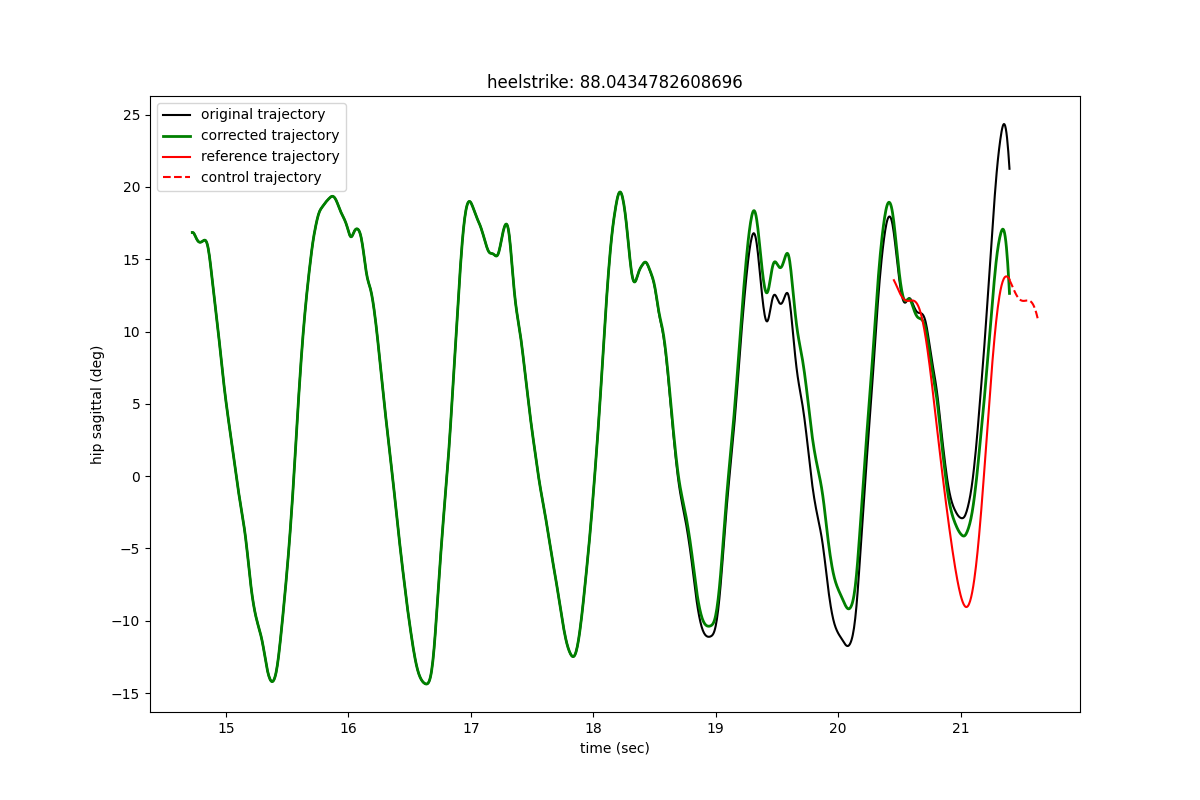 heelstrike: 88.0434782608696
original trajectory
corrected trajectory
reference trajectory
control trajectory
25
20
15
10
5
0
−5
−10
−15
hip sagittal (deg)
15 16 17 18 19 20 21
time (sec)